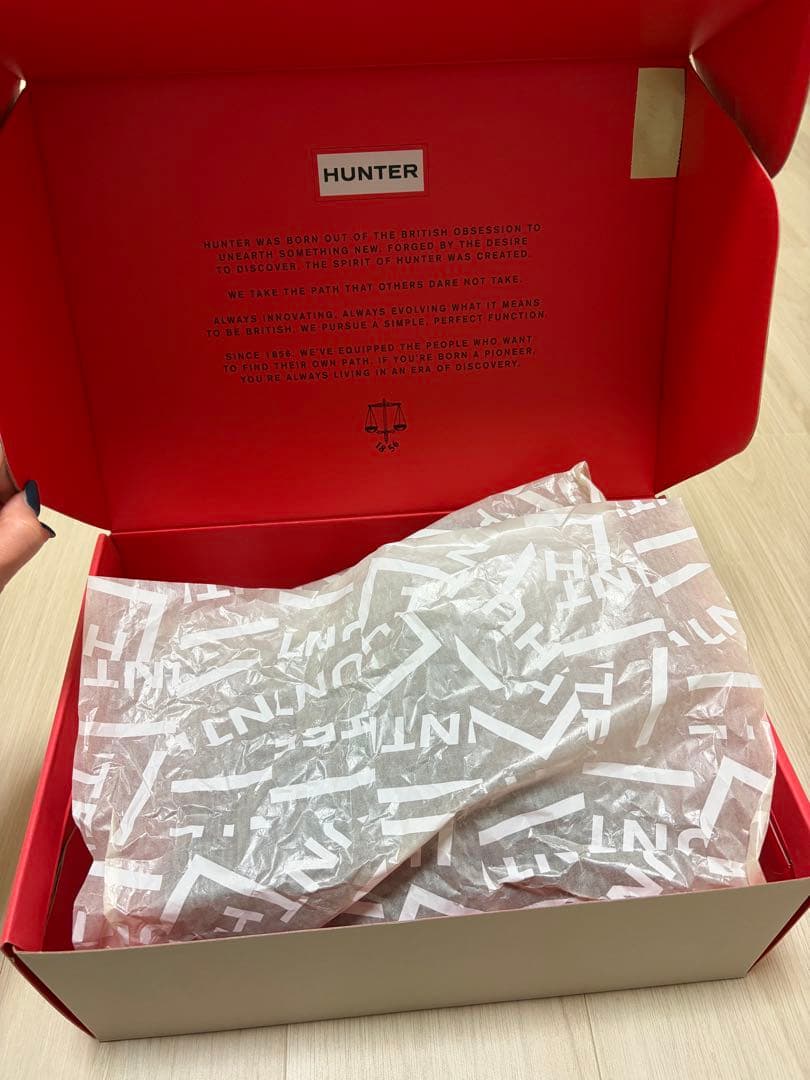 HUNTER
HUNTER WAS BORN OUT OF THE BRITISH OBSESSION TO
UNEARTH SOMETHING NEW. FORGED BY THE DESIRE
TO DISCOVER, THE SPIRIT OF HUNTER WAS CREATED.
WE TAKE THE PATH THAT OTHERS DARE NOT TAKE.
ALWAYS INNOVATING, ALWAYS EVOLVING WHAT IT MEANS
TO BE BRITISH, WE PURSUE A SIMPLE, PERFECT FUNCTION.
SINCE 1856, WE'VE EQUIPPED THE PEOPLE WHO WANT
TO FIND THEIR OWN PATH. IF YOU'RE BORN A PIONEER,
YOU'RE ALWAYS LIVING IN AN ERA OF DISCOVERY.
1856